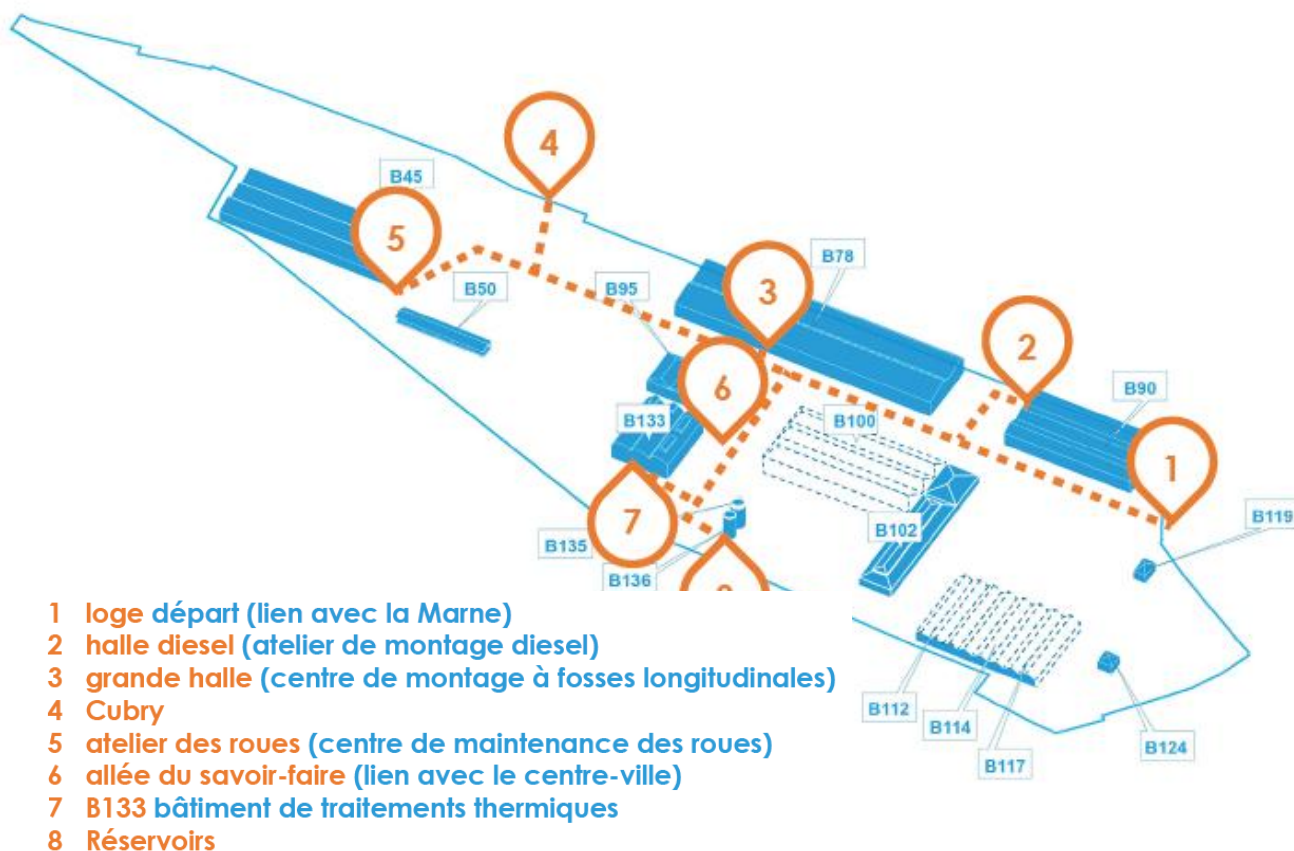 4
B45
5
B78
3
B50
B95
2
6
B90
B133
B100
1
7
B102
B119
B135
B136
1 loge départ (lien avec la Marne)
2 halle diesel (atelier de montage diesel)
3 grande halle (centre de montage à fosses longitudinales)
4 Cubry
5 atelier des roues (centre de maintenance des roues)
6 allée du savoir-faire (lien avec le centre-ville)
7 B133 bâtiment de traitements thermiques
8 Réservoirs
B112
B114
B117
B124